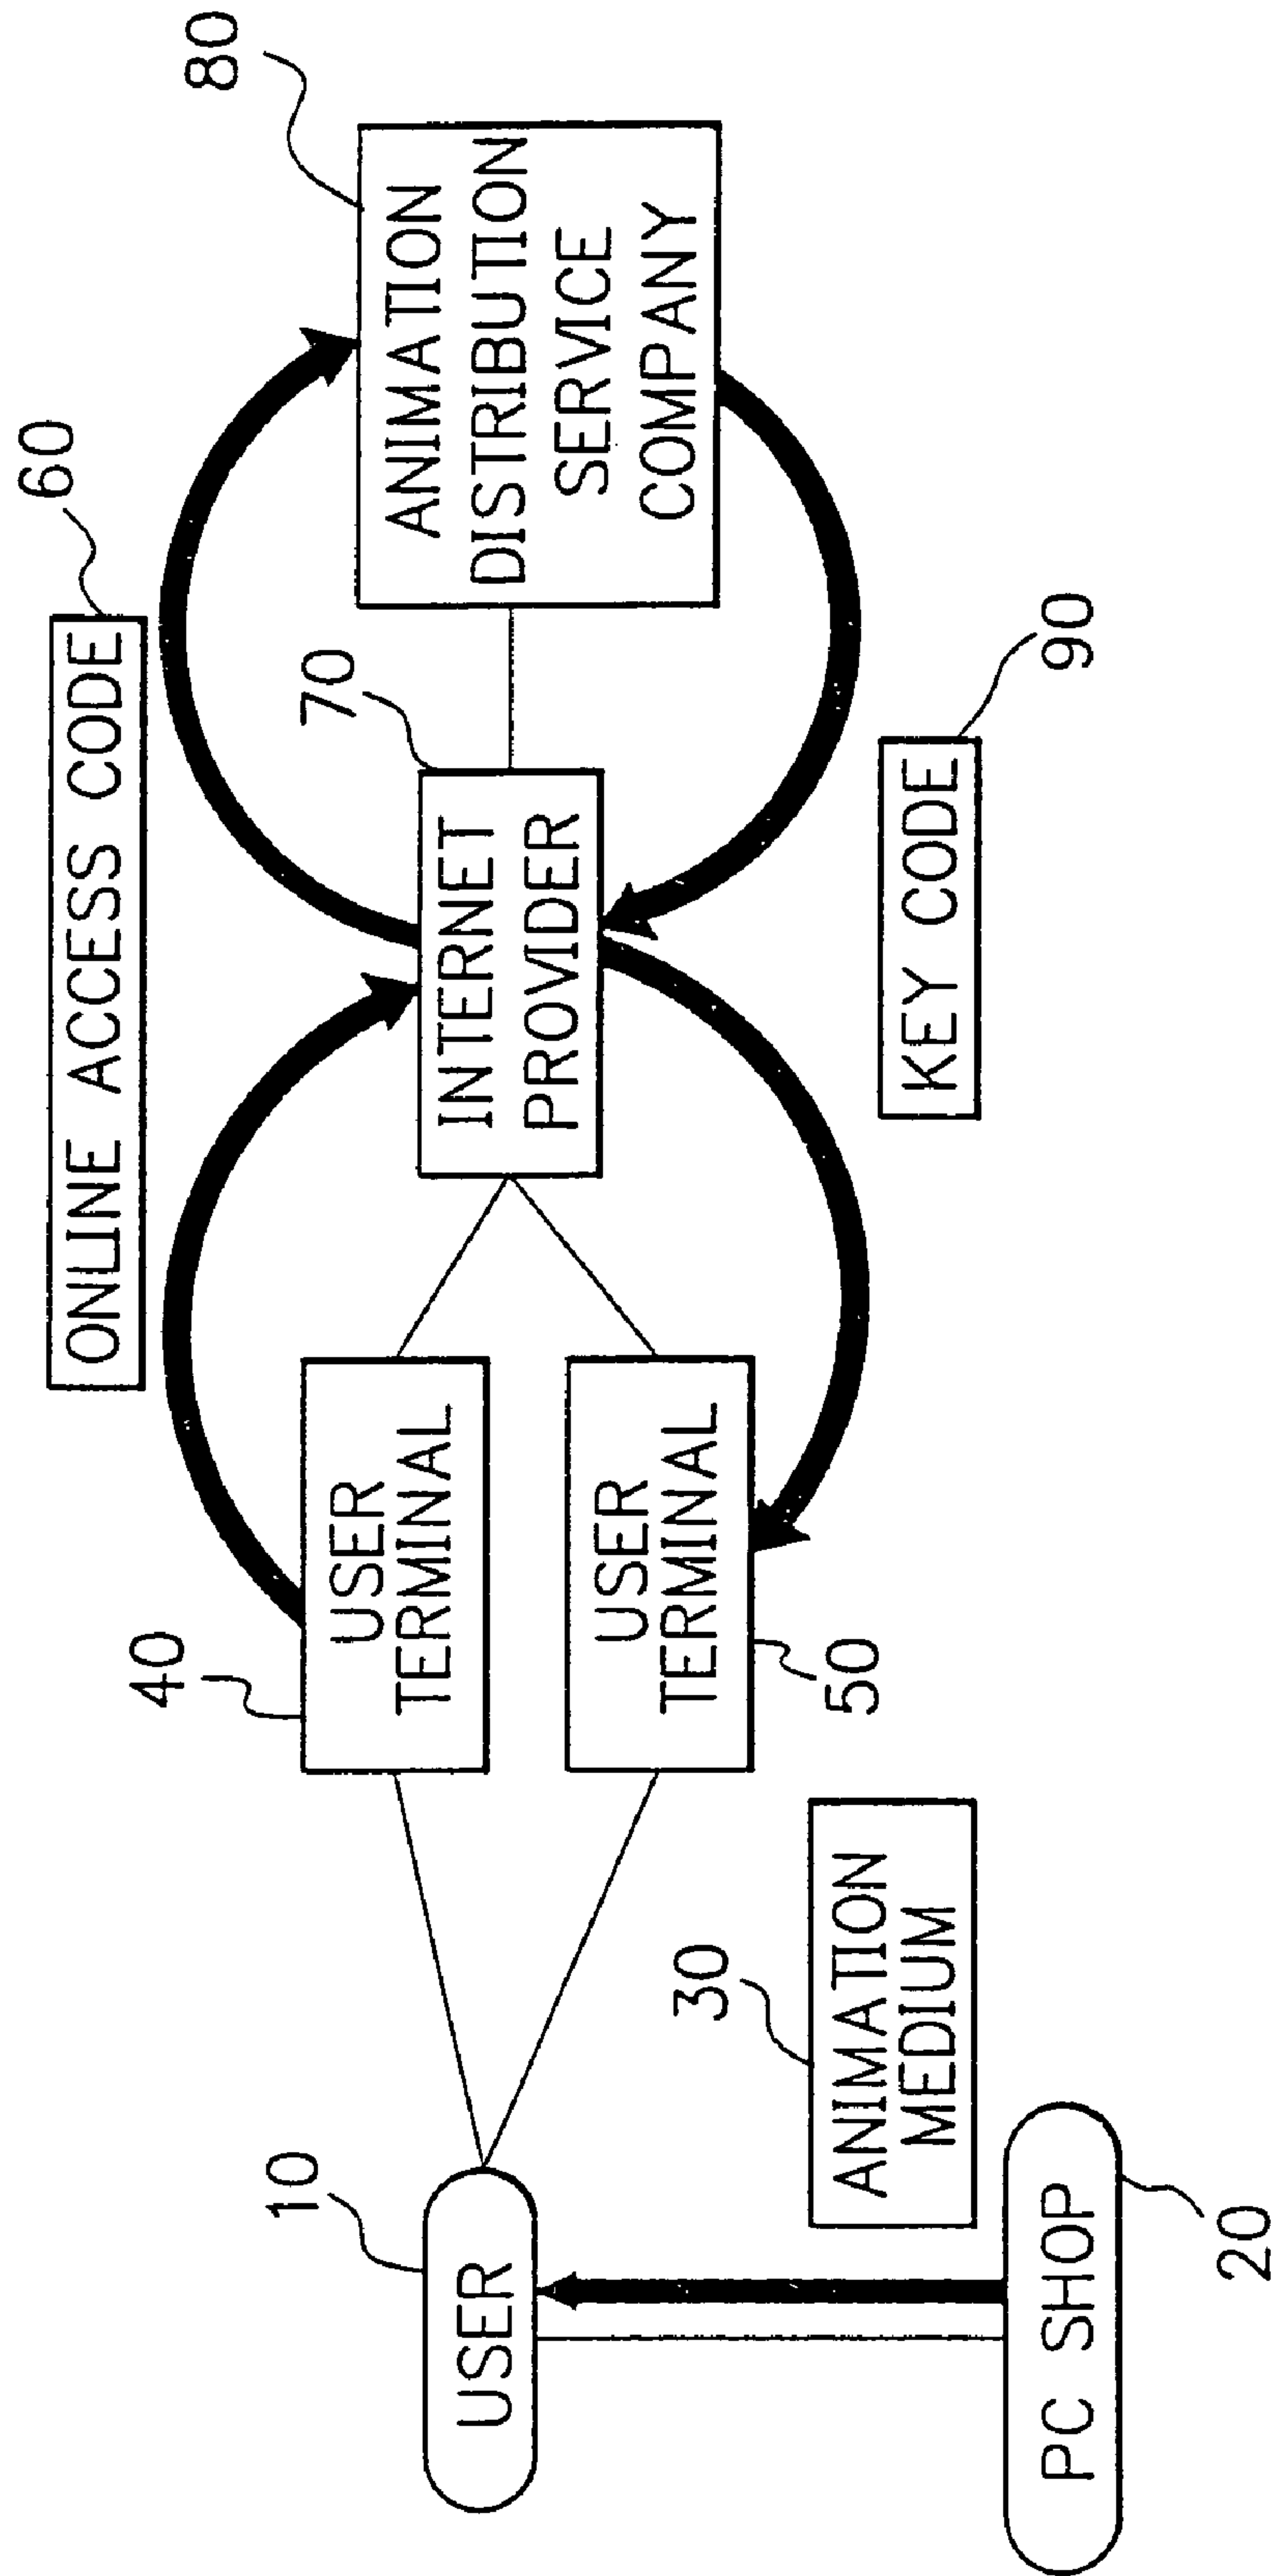 60
ONLINE ACCESS CODE
80
ANIMATION
DISTRIBUTION
SERVICE
COMPANY
70
INTERNET
PROVIDER
40
USER
TERMINAL
USER
TERMINAL
50
KEY CODE
90
10
USER
30
ANIMATION
MEDIUM
PC SHOP
20